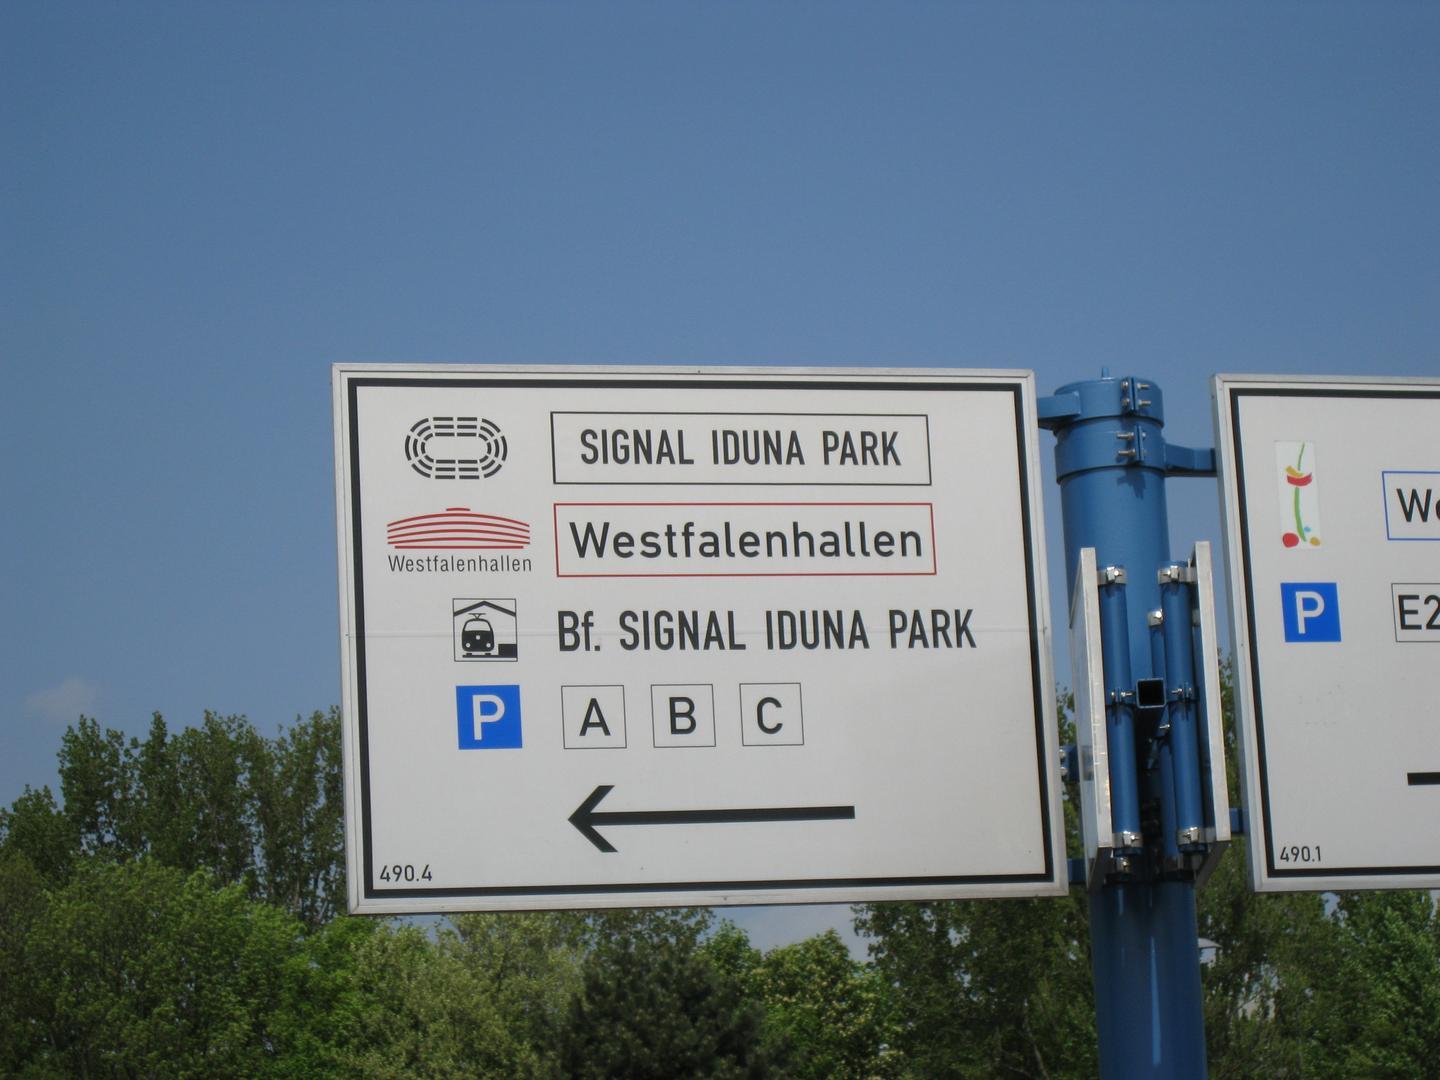 SIGNAL IDUNA PARK
Westfalenhallen
Westfalenhallen
Bf. SIGNAL IDUNA PARK
P A B C
490.4
P
490.1